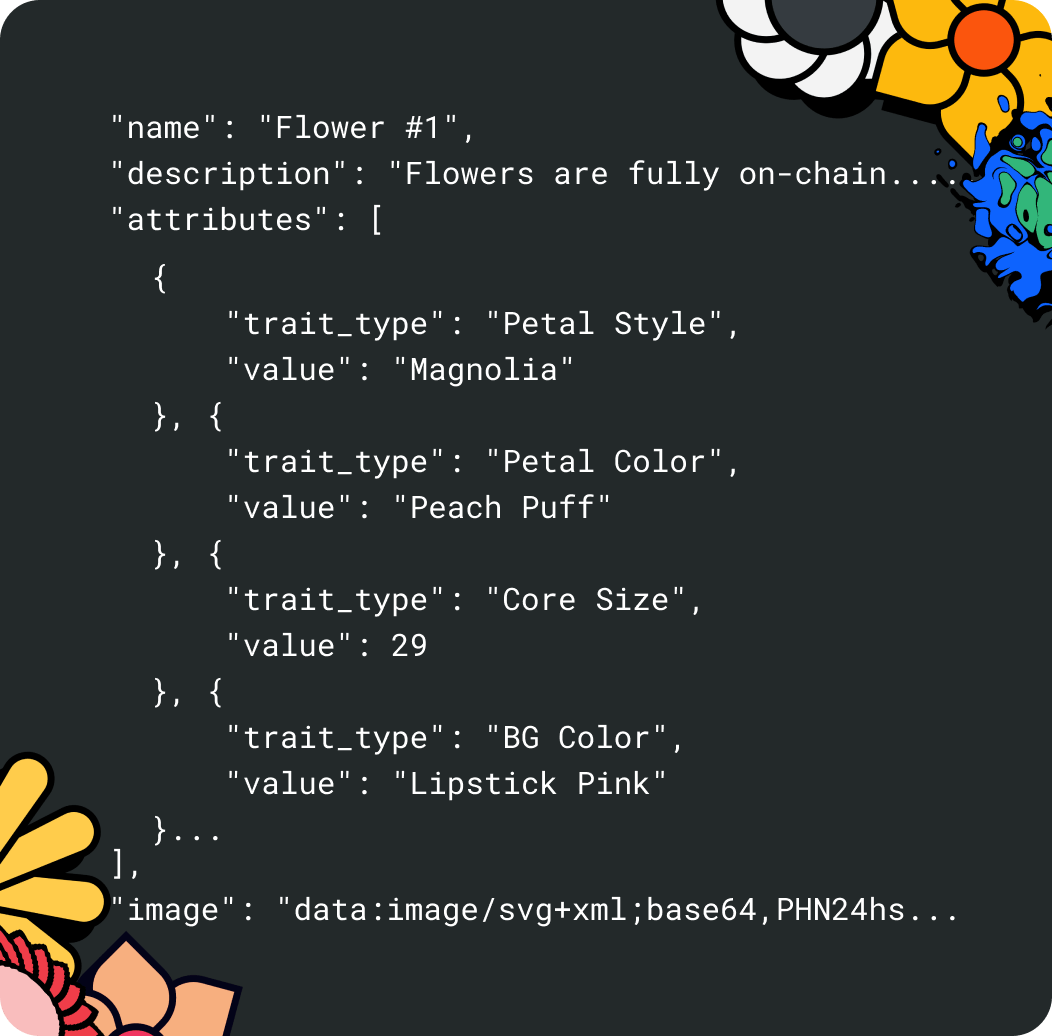 "name": "Flower #1",
"description": "Flowers are fully on-chain....
"attributes": [
{
"trait_type": "Petal Style",
"value": "Magnolia"
}, {
"trait_type": "Petal Color",
"value": "Peach Puff"
}, {
"trait_type": "Core Size",
"value": 29
}, {
"trait_type": "BG Color",
"value": "Lipstick Pink"
}...
],
"image": "data:image/svg+xml;base64,PHN24hs...